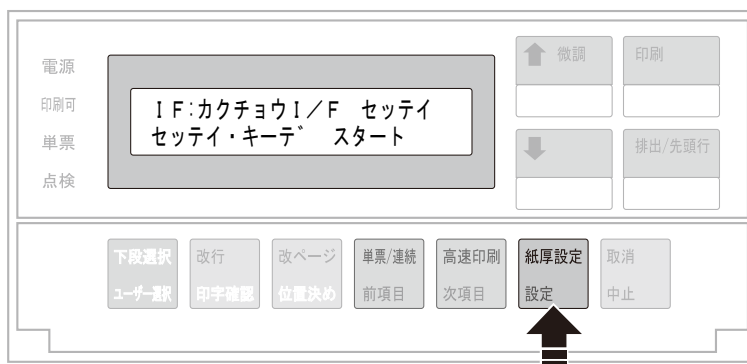 電源
印刷可
単票
点検
IF:カクチョウI/F セッテイ
セッテイ・キーデ スタート
微調
印刷
排出/先頭行
下段選択
ユーザー選択
改行
印字確認
改ページ
位置決め
単票/連続
前項目
高速印刷
次項目
紙厚設定
設定
取消
中止